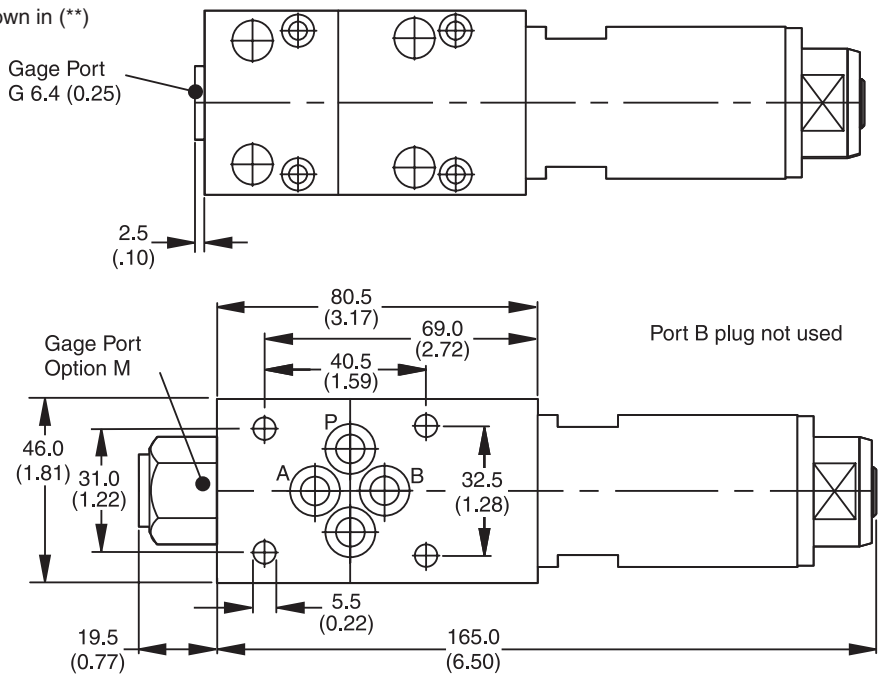 own in (**)
Gage Port
G 6.4 (0.25)
2.5
(.10)
80.5
(3.17)
69.0
(2.72)
Port B plug not used
Gage Port
Option M
40.5
(1.59)
46.0
(1.81)
31.0
(1.22)
P
A
B
32.5
(1.28)
5.5
(0.22)
19.5
(0.77)
165.0
(6.50)